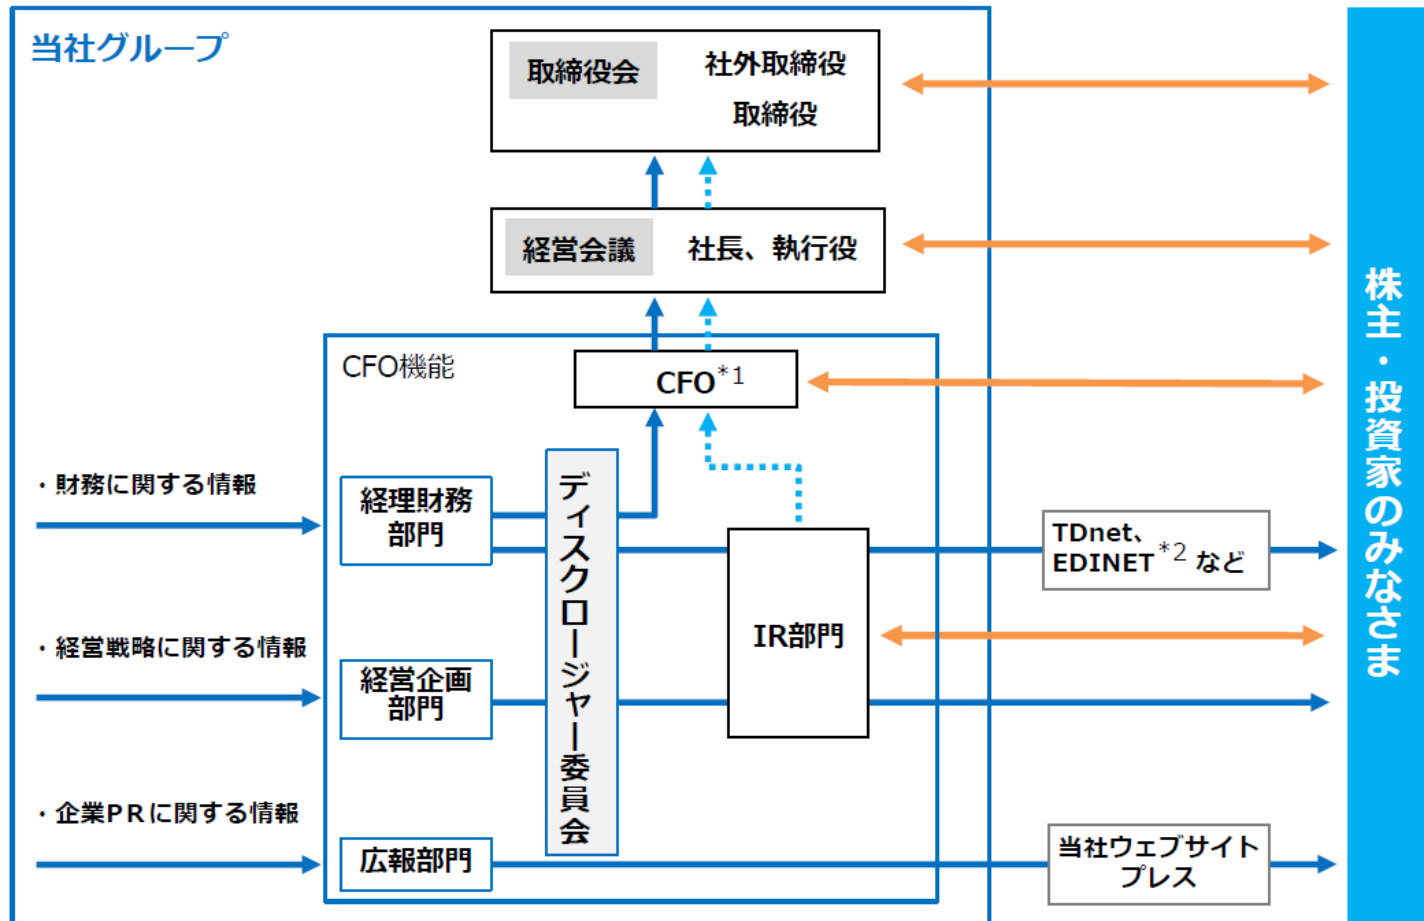 当社グループ
取締役会
社外取締役
取締役
経営会議
社長、執行役
CFO機能
CFO*1
・財務に関する情報
経理財務
部門
ディスクロージャー委員会
TDnet、
EDINET*2 など
IR部門
・経営戦略に関する情報
経営企画
部門
・企業PRに関する情報
広報部門
当社ウェブサイト
プレス
株主・投資家のみなさま